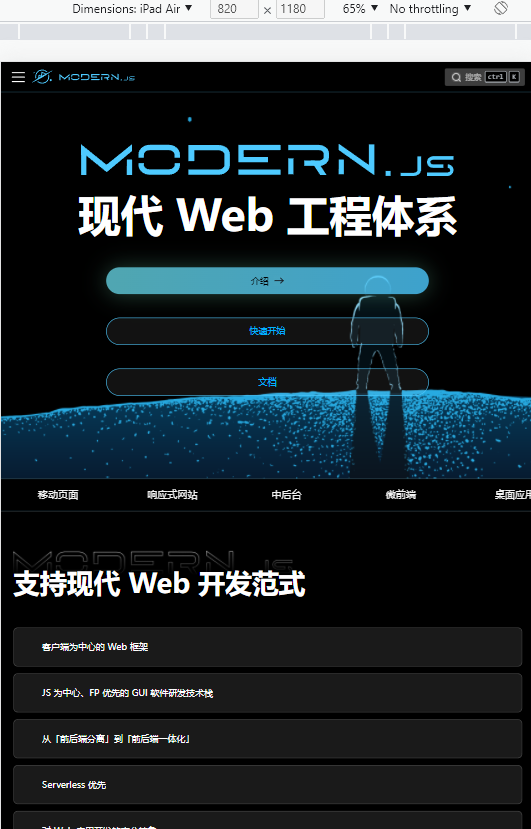 Dimensions: iPad Air ▼ 820 × 1180 65% ▼ No throttling ▼
MODERN.JS 搜索 ctrl K
MODERN.JS
现代 Web 工程体系
介绍 →
快速开始
文档
移动页面 响应式网站 中后台 微前端 桌面应用
MODERN.JS
支持现代 Web 开发范式
客户端为中心的 Web 框架
JS 为中心、FP 优先的 GUI 软件研发技术栈
从「前后端分离」到「前后端一体化」
Serverless 优先